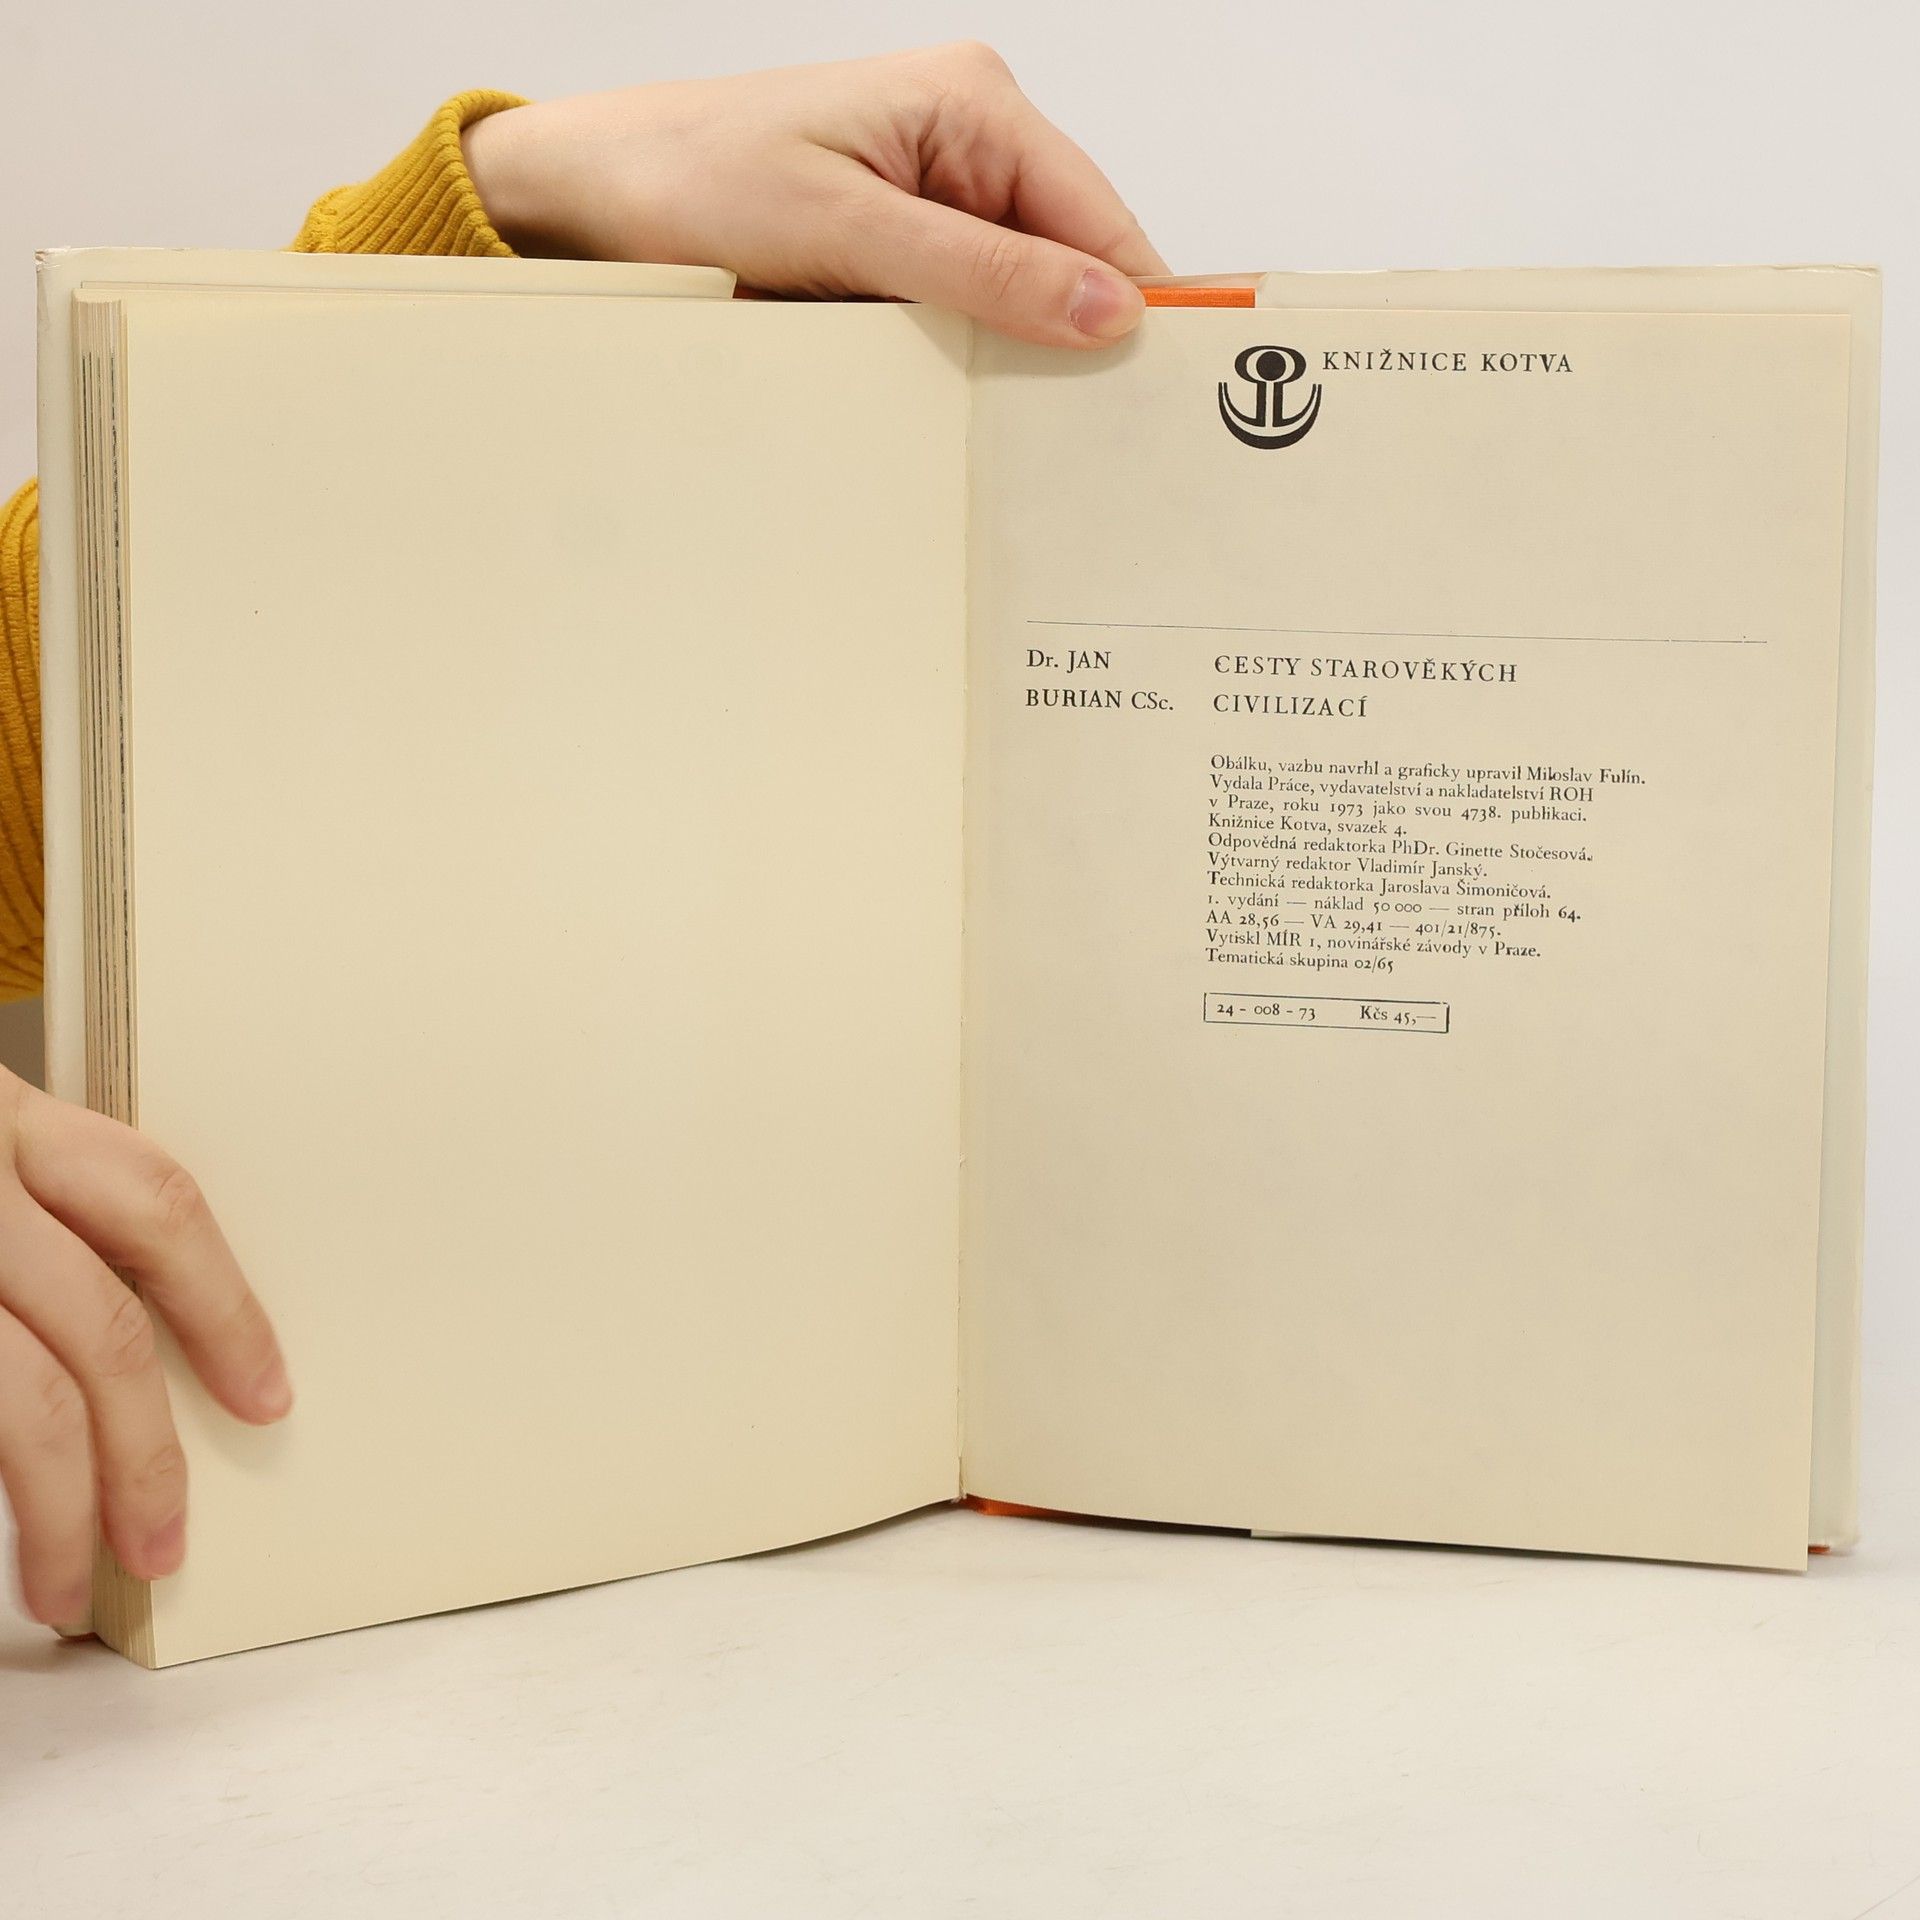 KNIŽNICE KOTVA
Dr. JAN
BURIAN CSc.
CESTY STAROVĚKÝCH
CIVILIZACÍ
Obálku, vazbu navrhl a graficky upravil Miloslav Fulín.
Vydala Práce, vydavatelství a nakladatelství ROH
v Praze, roku 1973 jako svou 4738. publikaci.
Knižnice Kotva, svazek 4.
Odpovědná redaktorka PhDr. Ginette Stočesová.
Výtvarný redaktor Vladimír Janský.
Technická redaktorka Jaroslava Šimoničová.
1. vydání — náklad 50 000 — stran příloh 64.
AA 28,56 — VA 29,41 — 401/21/875.
Vytiskl MÍR 1, novinářské závody v Praze.
Tematická skupina 02/65
24 - 008 - 73 Kčs 45,—